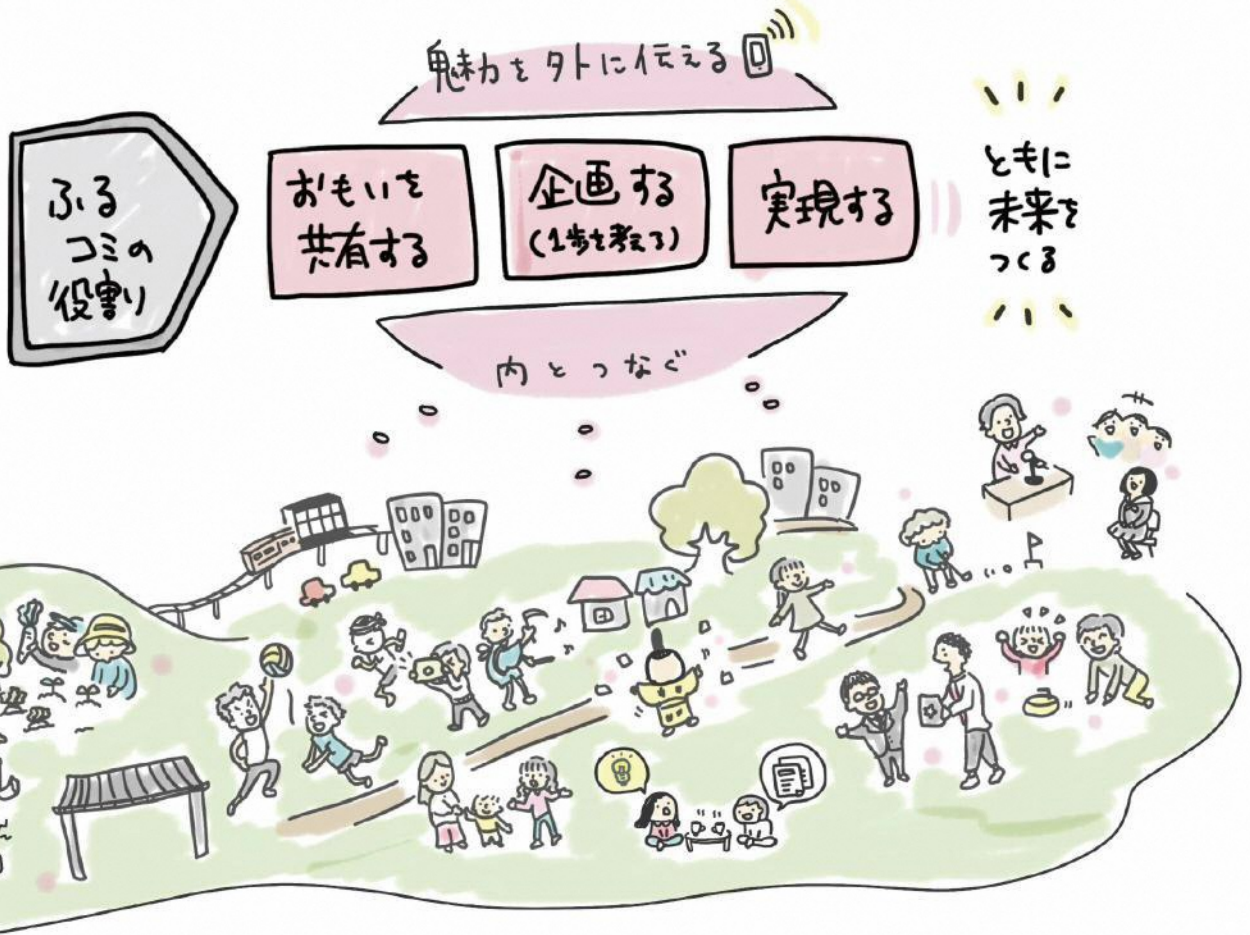 魅力を外に伝える
ふる
コミの
役割
おもいを
共有する
企画する
(1歩を考える)
実現する
ともに
未来を
つくる
内とつなぐ